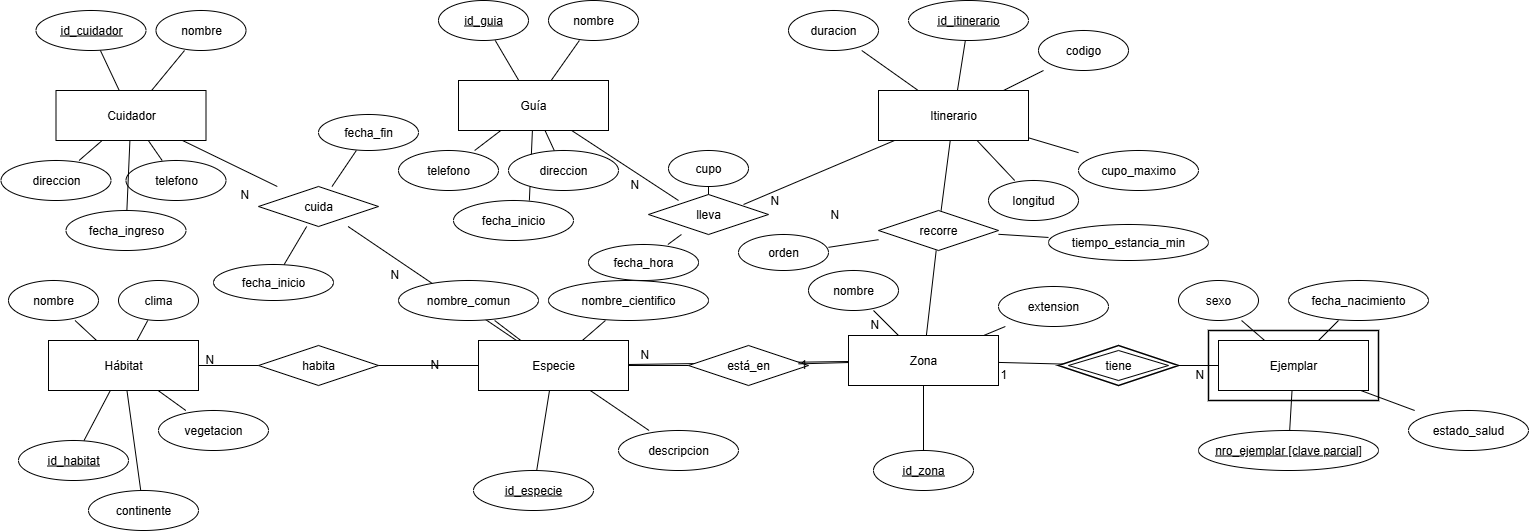 id_cuidador
nombre
id_guia
nombre
duracion
id_itinerario
codigo
Cuidador
Guía
Itinerario
fecha_fin
direccion
telefono
telefono
direccion
cupo
cupo_maximo
N
N
N
longitud
cuida
lleva
N
fecha_ingreso
fecha_inicio
recorre
orden
tiempo_estancia_min
fecha_hora
N
fecha_inicio
nombre
clima
nombre_comun
nombre_cientifico
nombre
extension
sexo
fecha_nacimiento
N
Hábitat
N
habita
N
Especie
N
está_en
1
Zona
1
tiene
N
Ejemplar
vegetacion
descripcion
estado_salud
id_habitat
id_especie
id_zona
nro_ejemplar [clave parcial]
continente